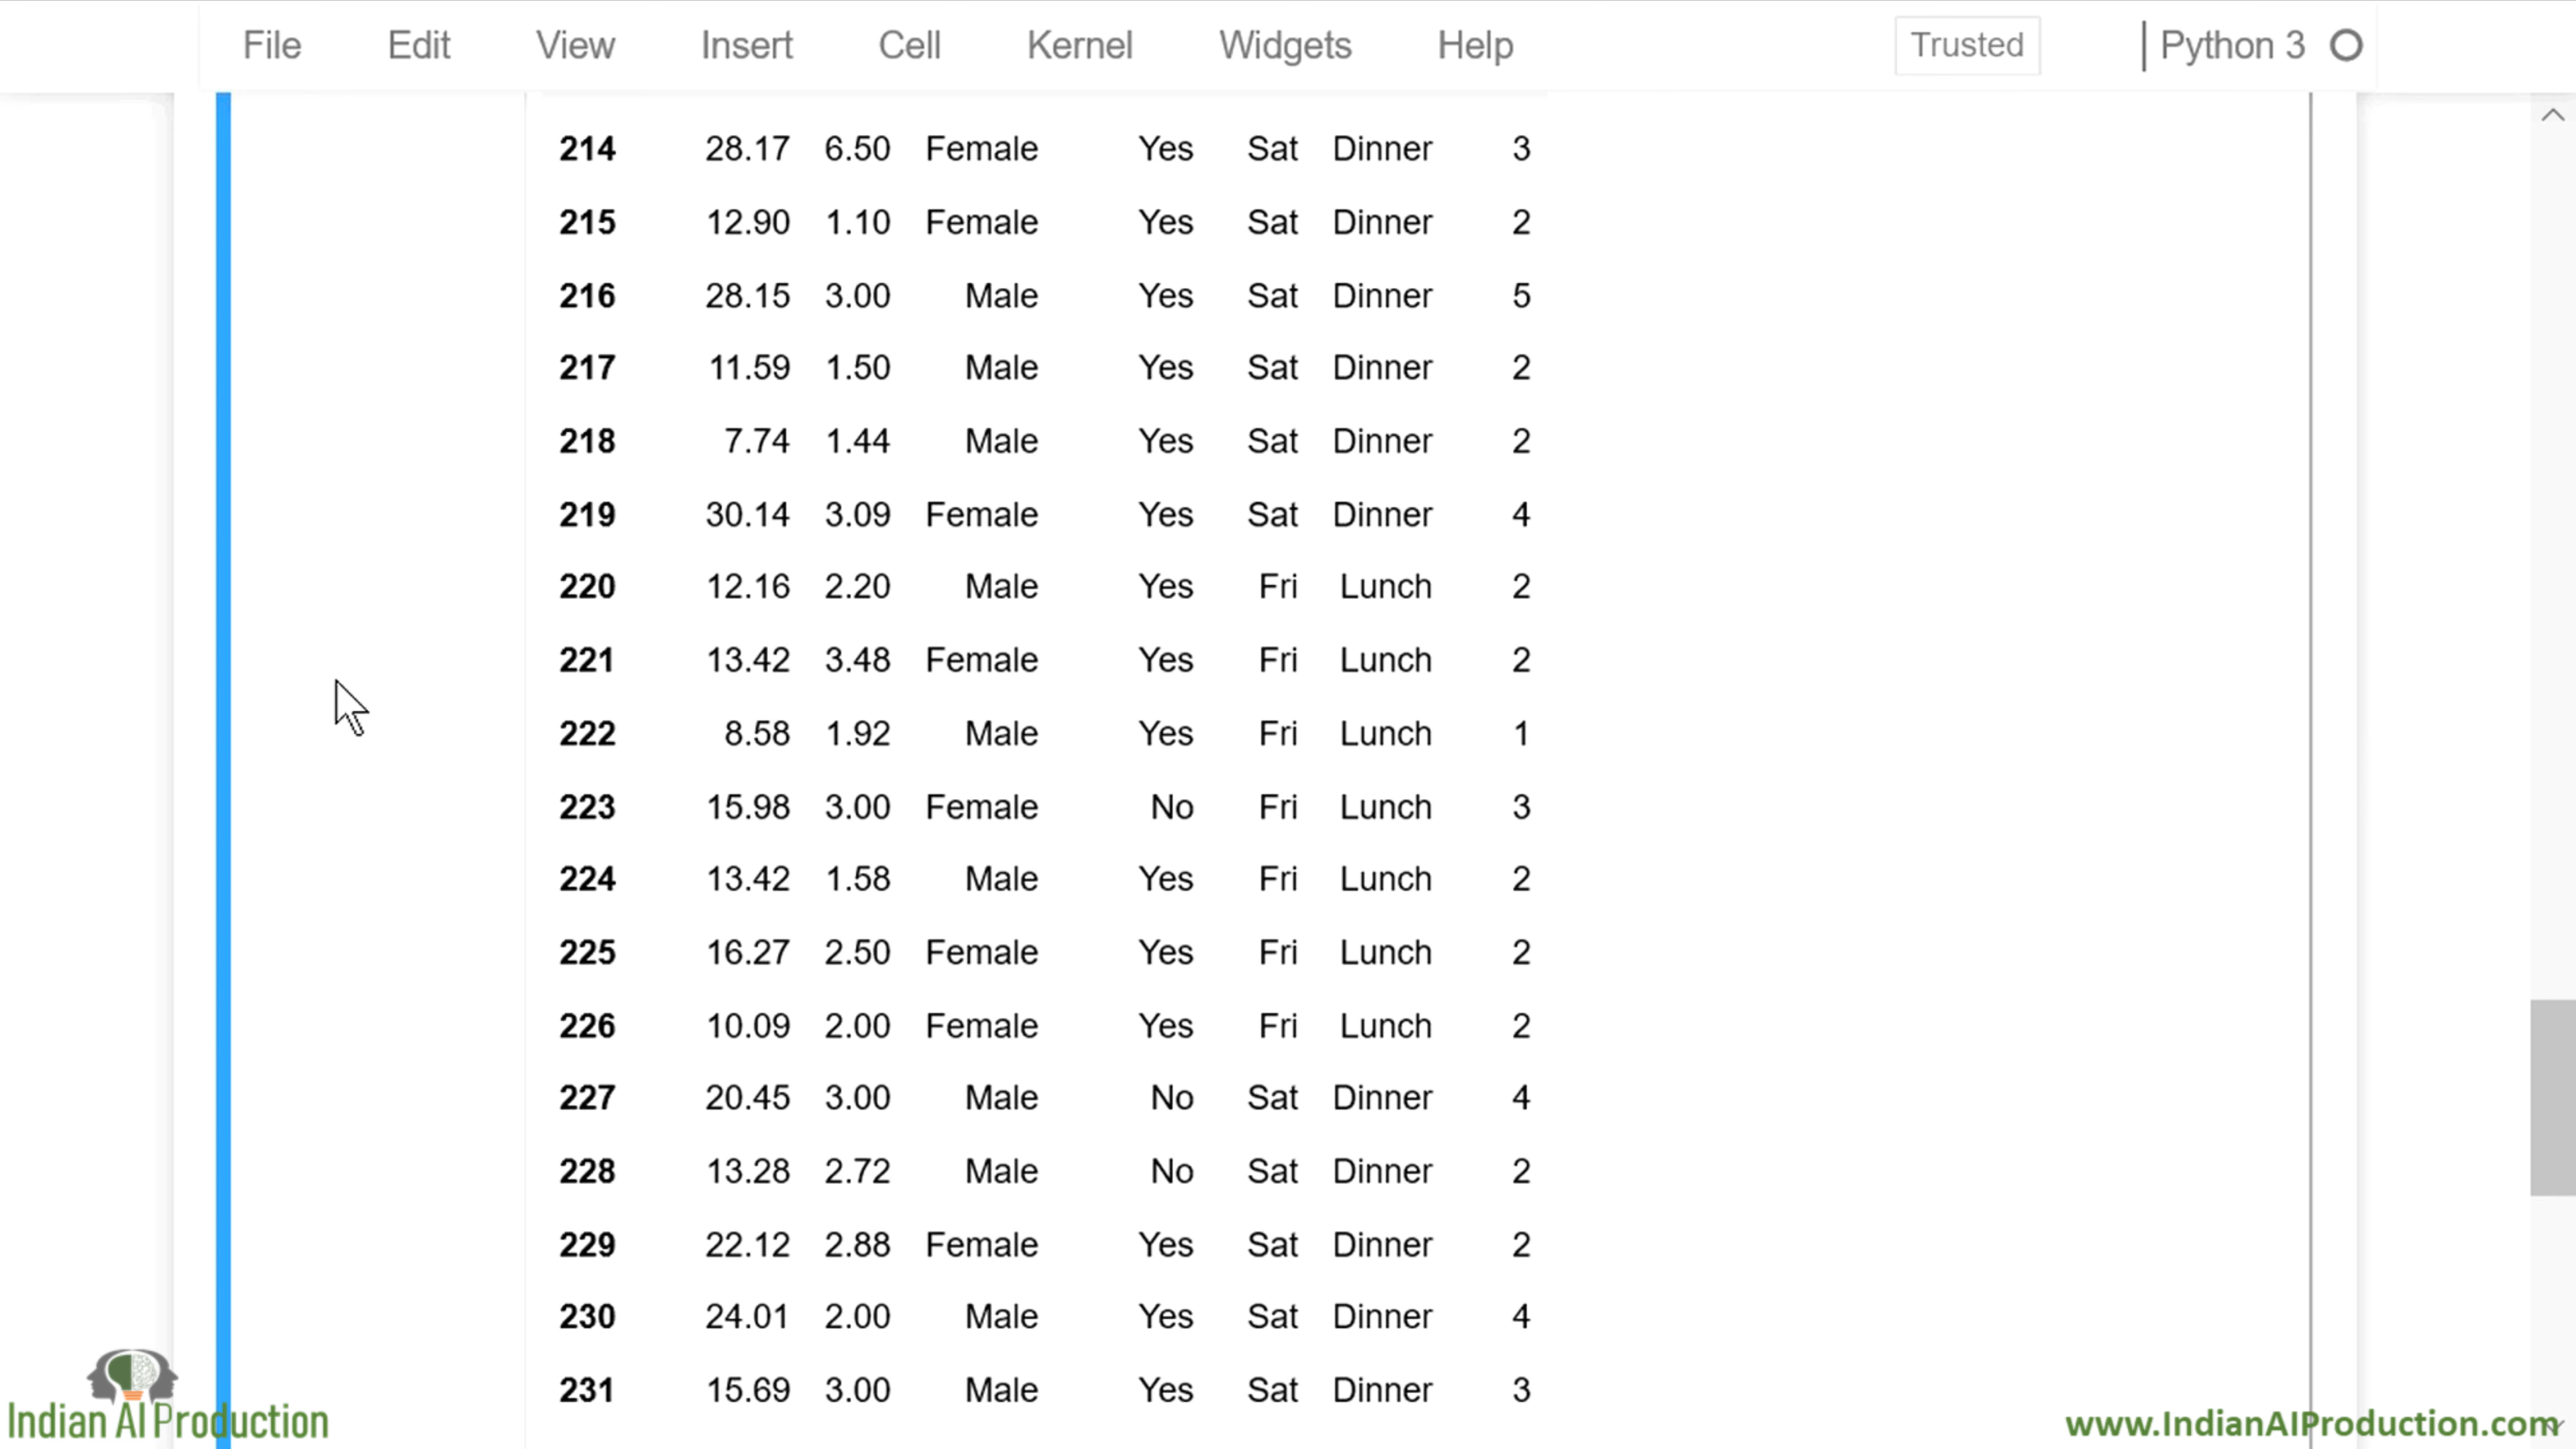 File Edit View Insert Cell Kernel Widgets Help Trusted Python 3
214 28.17 6.50 Female Yes Sat Dinner 3
215 12.90 1.10 Female Yes Sat Dinner 2
216 28.15 3.00 Male Yes Sat Dinner 5
217 11.59 1.50 Male Yes Sat Dinner 2
218 7.74 1.44 Male Yes Sat Dinner 2
219 30.14 3.09 Female Yes Sat Dinner 4
220 12.16 2.20 Male Yes Fri Lunch 2
221 13.42 3.48 Female Yes Fri Lunch 2
222 8.58 1.92 Male Yes Fri Lunch 1
223 15.98 3.00 Female No Fri Lunch 3
224 13.42 1.58 Male Yes Fri Lunch 2
225 16.27 2.50 Female Yes Fri Lunch 2
226 10.09 2.00 Female Yes Fri Lunch 2
227 20.45 3.00 Male No Sat Dinner 4
228 13.28 2.72 Male No Sat Dinner 2
229 22.12 2.88 Female Yes Sat Dinner 2
230 24.01 2.00 Male Yes Sat Dinner 4
231 15.69 3.00 Male Yes Sat Dinner 3
Indian AI Production
www.IndianAIProduction.com